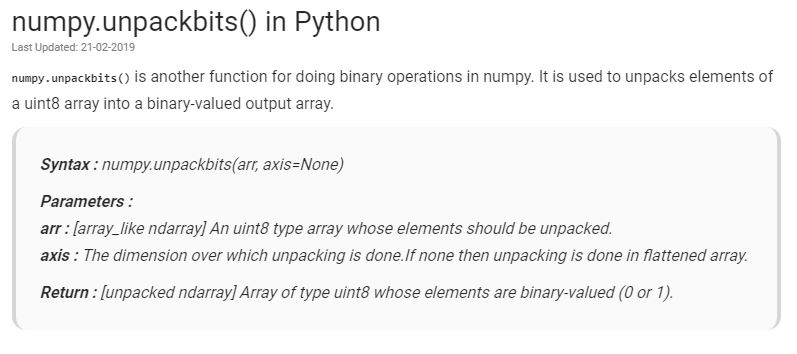 numpy.unpackbits() in Python
Last Updated: 21-02-2019
numpy.unpackbits() is another function for doing binary operations in numpy. It is used to unpacks elements of
a uint8 array into a binary-valued output array.
Syntax : numpy.unpackbits(arr, axis=None)
Parameters :
arr : [array_like ndarray] An uint8 type array whose elements should be unpacked.
axis : The dimension over which unpacking is done.If none then unpacking is done in flattened array.
Return : [unpacked ndarray] Array of type uint8 whose elements are binary-valued (0 or 1).